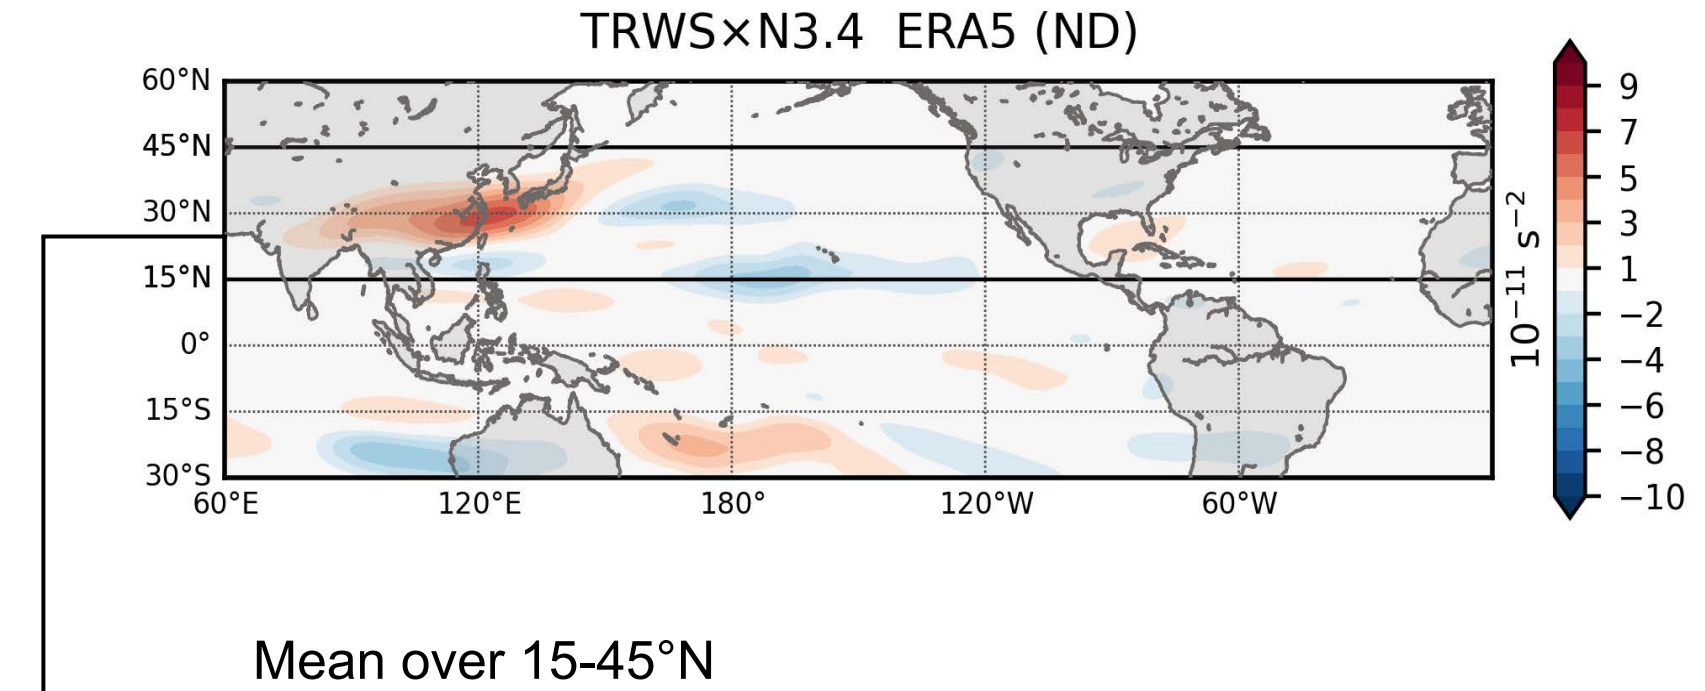 TRWS×N3.4 ERA5 (ND)
60°N
45°N
30°N
15°N
0°
15°S
30°S
60°E 120°E 180° 120°W 60°W
9
7
5
3
1
−2
−4
−6
−8
−10
10⁻¹¹ s⁻²
Mean over 15-45°N